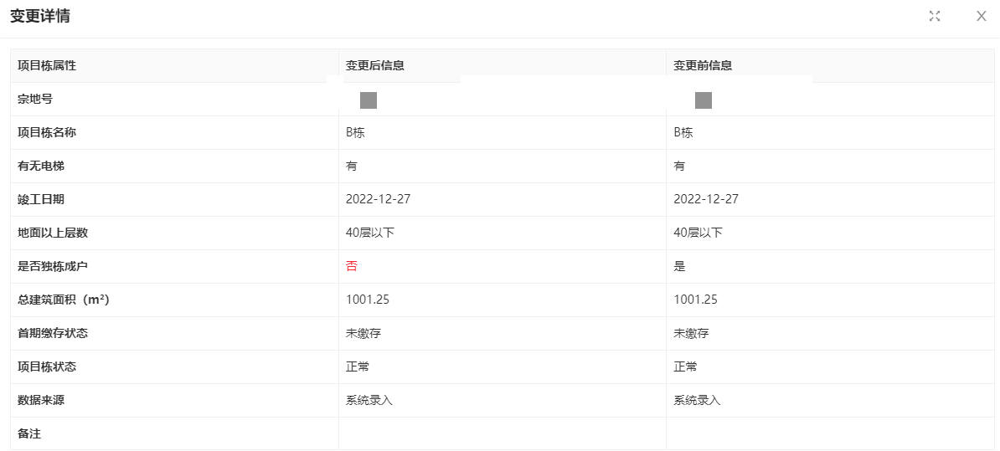 变更详情
项目栋属性 变更后信息 变更前信息
宗地号
项目栋名称 B栋 B栋
有无电梯 有 有
竣工日期 2022-12-27 2022-12-27
地面以上层数 40层以下 40层以下
是否独栋成户 否 是
总建筑面积（m²） 1001.25 1001.25
首期缴存状态 未缴存 未缴存
项目栋状态 正常 正常
数据来源 系统录入 系统录入
备注